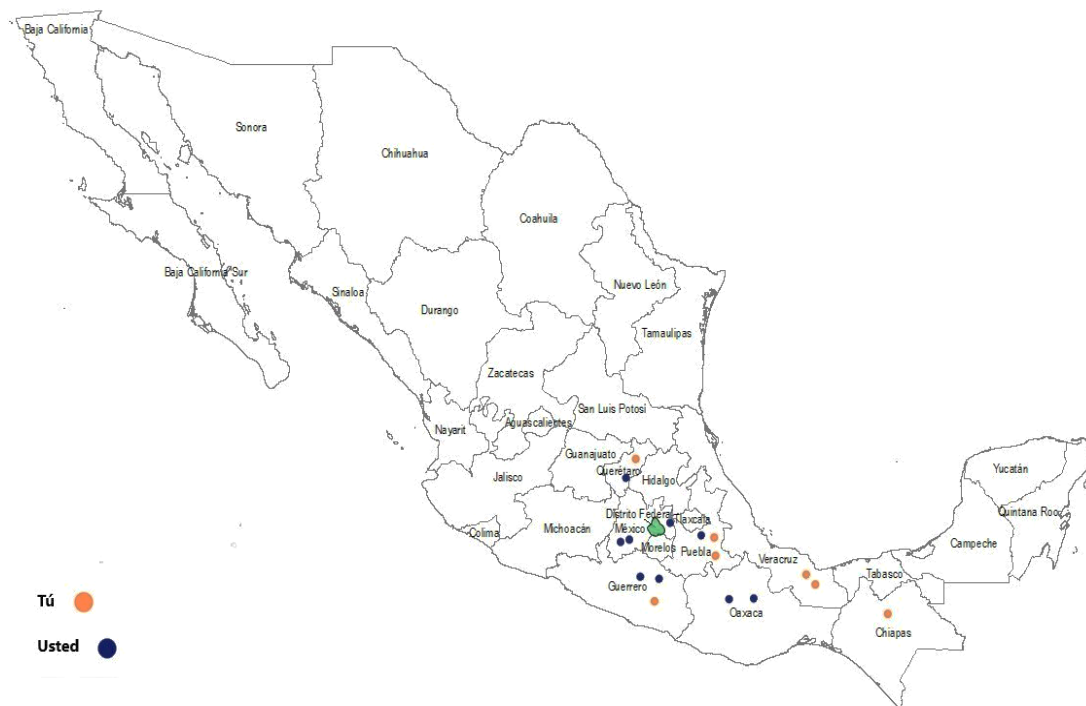 Baja California
Sonora
Chihuahua
Coahuila
Baja California Sur
Sinaloa
Durango
Nuevo León
Tamaulipas
Zacatecas
San Luis Potosí
Nayarit
Aguascalientes
Guanajuato
Querétaro
Hidalgo
Jalisco
Yucatán
Quintana Roo
Campeche
Distrito Federal
Tlaxcala
México
Michoacán
Colima
Morelos
Puebla
Veracruz
Tabasco
Guerrero
Oaxaca
Chiapas
Tú
Usted